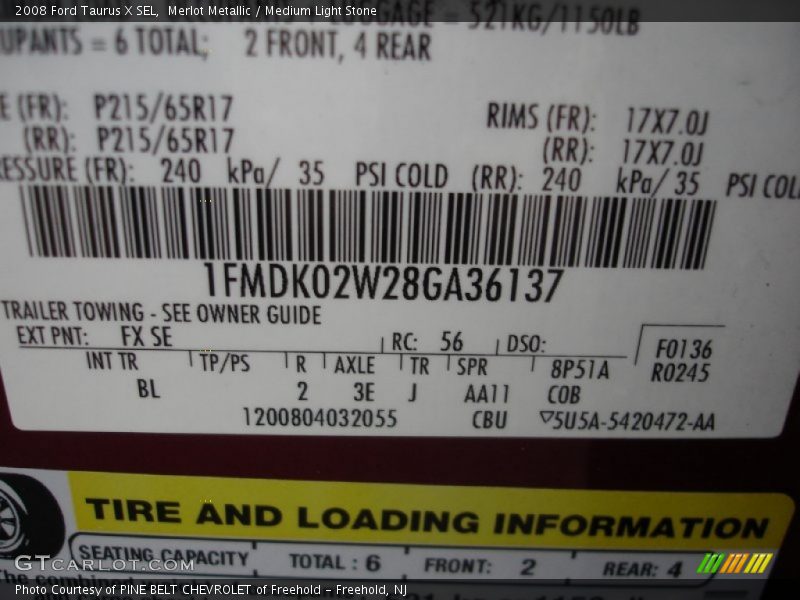 2008 Ford Taurus X SEL, Merlot Metallic / Medium Light Stone
= 521KG/1150LB
UPANTS = 6 TOTAL; 2 FRONT, 4 REAR
E (FR): P215/65R17 RIMS (FR): 17X7.0J
(RR): P215/65R17 (RR): 17X7.0J
RESSURE (FR): 240 kPa/ 35 PSI COLD (RR): 240 kPa/ 35 PSI COL
1FMDK02W28GA36137
TRAILER TOWING - SEE OWNER GUIDE
EXT PNT: FX SE RC: 56 DSO: F0136
INT TR TP/PS R AXLE TR SPR 8P51A R0245
BL 2 3E J AA11 COB
1200804032055 CBU ▽5U5A-5420472-AA
TIRE AND LOADING INFORMATION
SEATING CAPACITY TOTAL : 6 FRONT: 2 REAR: 4
GTCarLot.com
The combined
Photo Courtesy of PINE BELT CHEVROLET of Freehold - Freehold, NJ